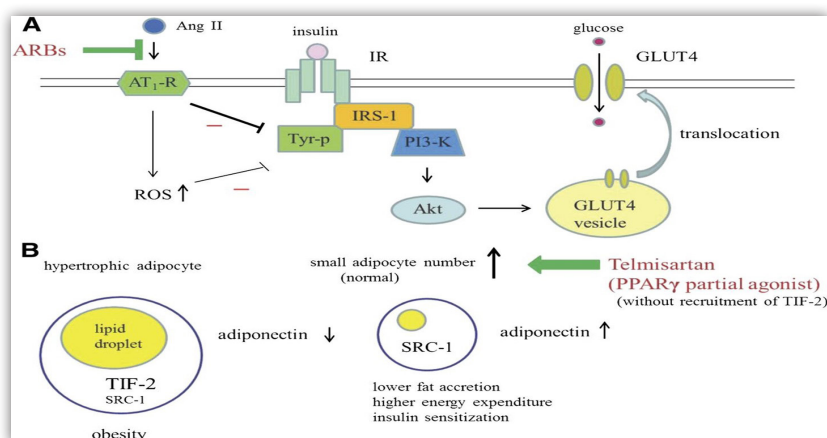 A
Ang II
ARBs
insulin
IR
glucose
GLUT4
AT1-R
IRS-1
Tyr-p
PI3-K
translocation
ROS
Akt
GLUT4
vesicle
B
hypertrophic adipocyte
small adipocyte number
(normal)
Telmisartan
(PPARγ partial agonist)
(without recruitment of TIF-2)
lipid
droplet
TIF-2
SRC-1
adiponectin
SRC-1
adiponectin
lower fat accretion
higher energy expenditure
insulin sensitization
obesity